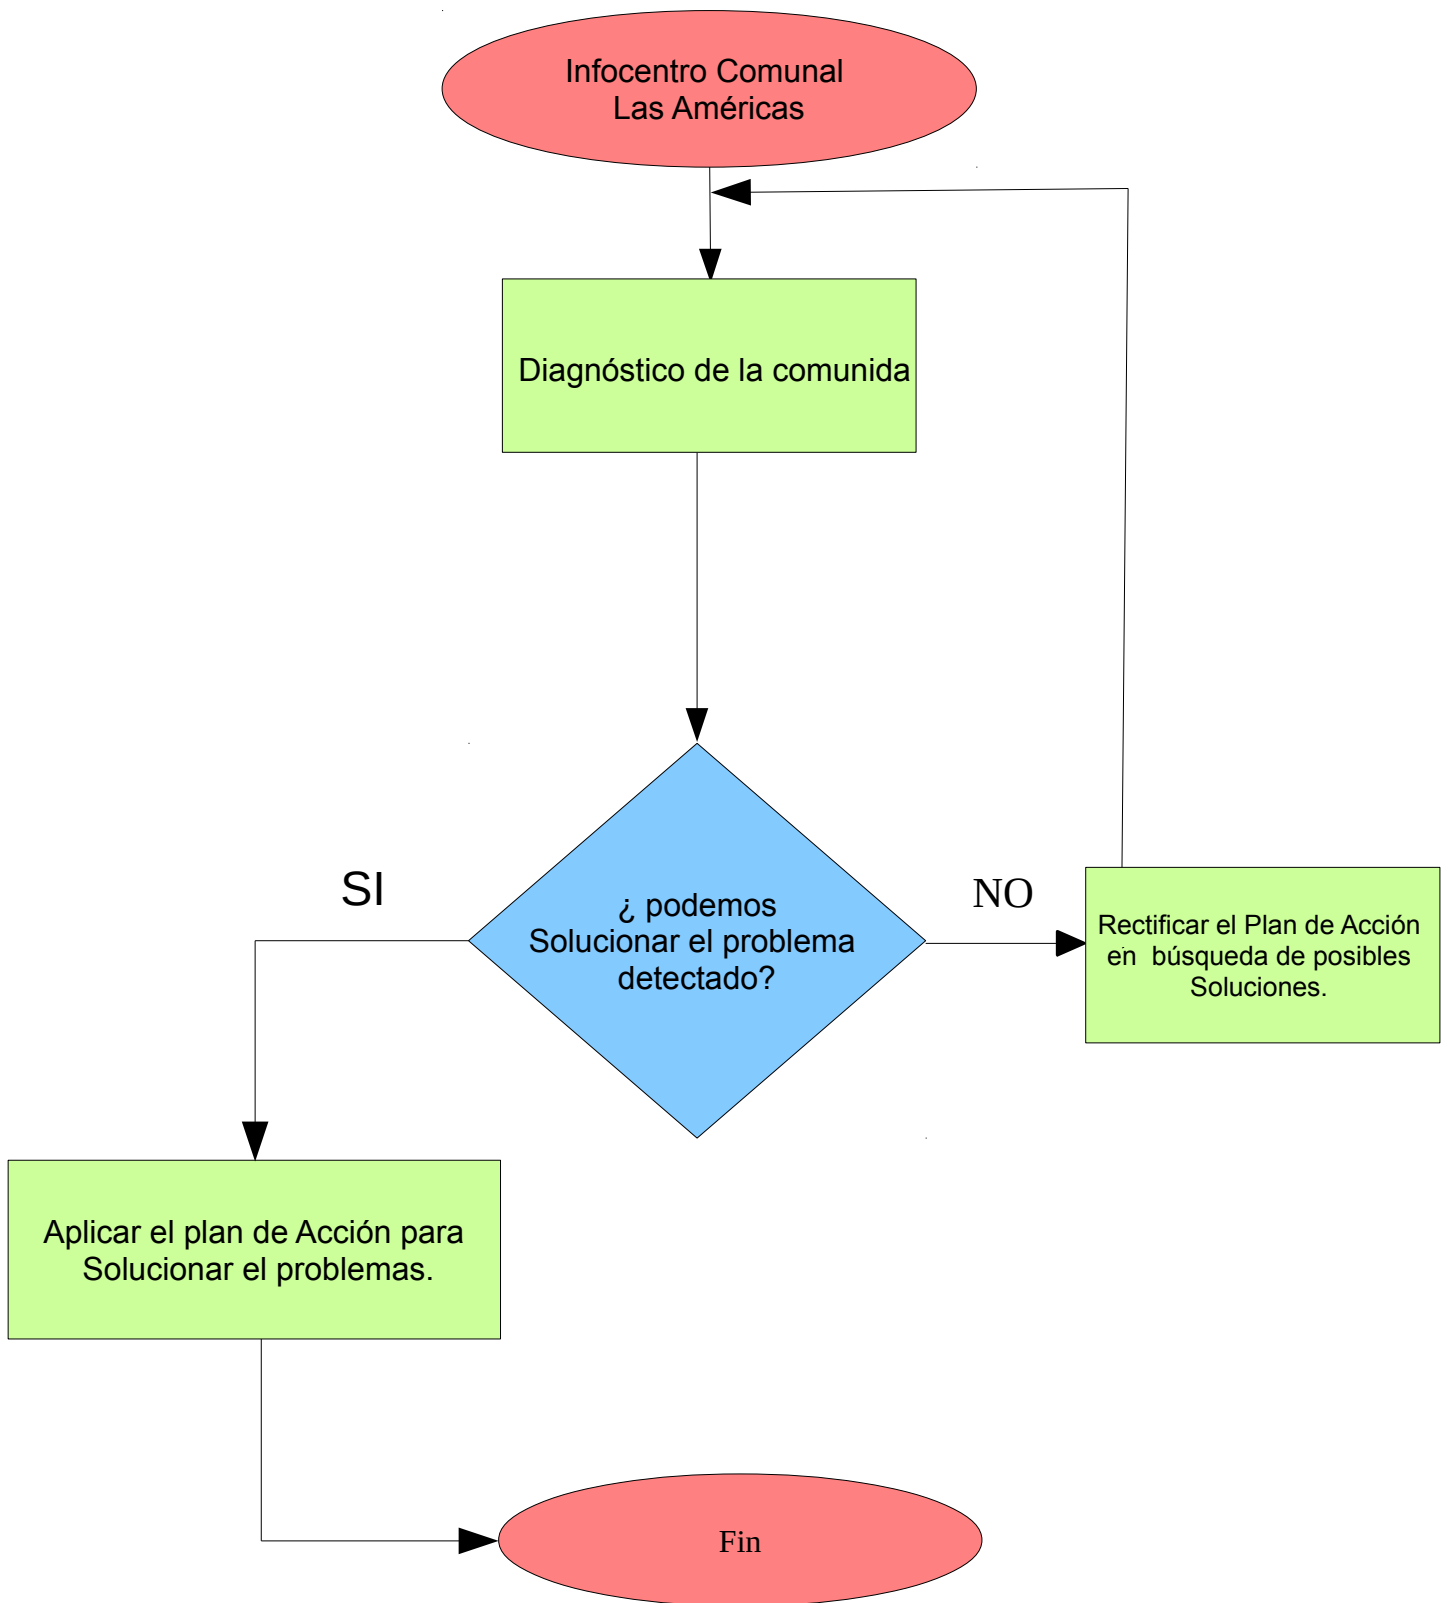 Infocentro Comunal
Las Américas
Diagnóstico de la comunida
SI
¿ podemos
Solucionar el problema
detectado?
NO
Rectificar el Plan de Acción
en búsqueda de posibles
Soluciones.
Aplicar el plan de Acción para
Solucionar el problemas.
Fin